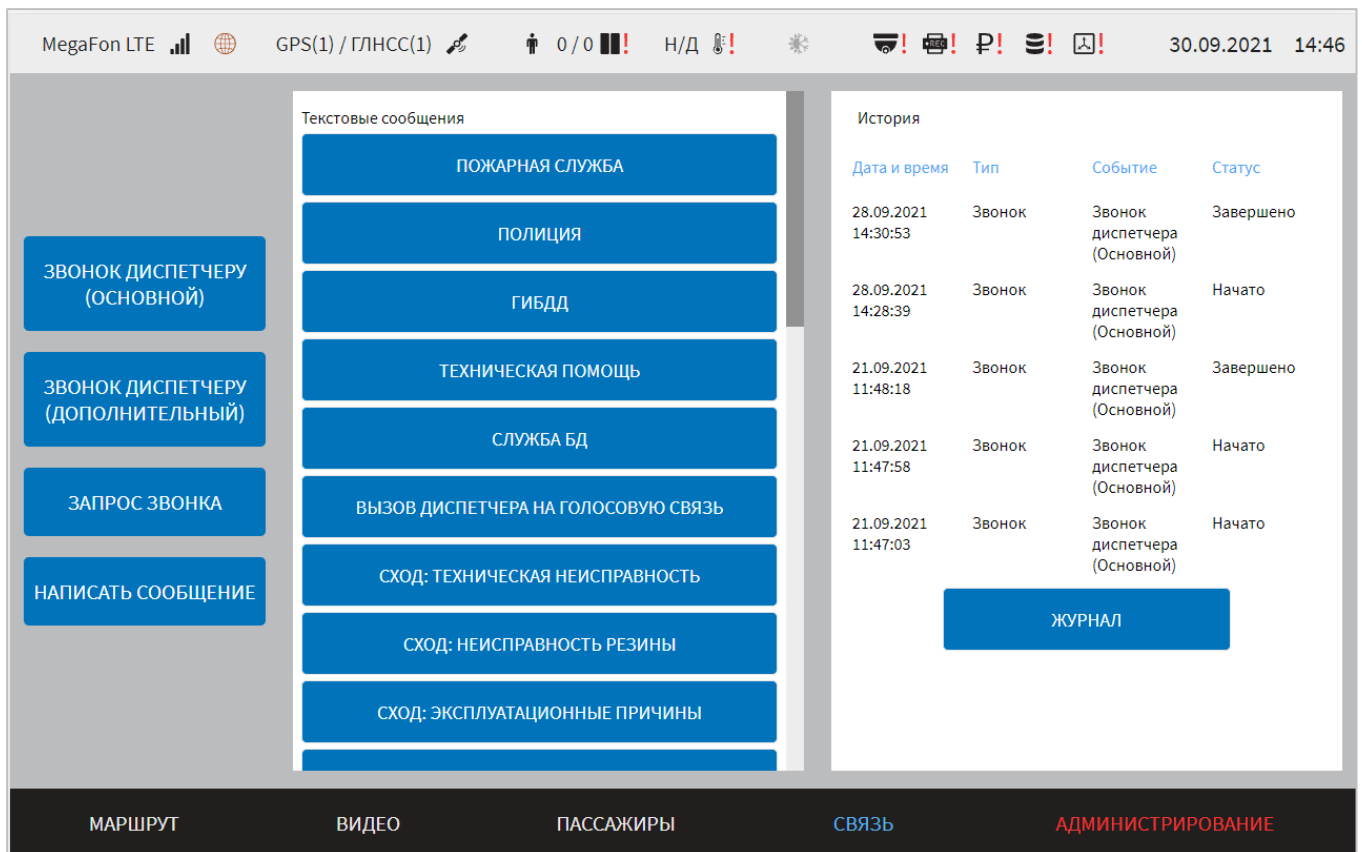 MegaFon LTE GPS(1) / ГЛНСС(1) 0 / 0 ! Н/Д ! ! REC ! ₽! ! ! 30.09.2021 14:46
ЗВОНОК ДИСПЕТЧЕРУ
(ОСНОВНОЙ)
ЗВОНОК ДИСПЕТЧЕРУ
(ДОПОЛНИТЕЛЬНЫЙ)
ЗАПРОС ЗВОНКА
НАПИСАТЬ СООБЩЕНИЕ
Текстовые сообщения
ПОЖАРНАЯ СЛУЖБА
ПОЛИЦИЯ
ГИБДД
ТЕХНИЧЕСКАЯ ПОМОЩЬ
СЛУЖБА БД
ВЫЗОВ ДИСПЕТЧЕРА НА ГОЛОСОВУЮ СВЯЗЬ
СХОД: ТЕХНИЧЕСКАЯ НЕИСПРАВНОСТЬ
СХОД: НЕИСПРАВНОСТЬ РЕЗИНЫ
СХОД: ЭКСПЛУАТАЦИОННЫЕ ПРИЧИНЫ
История
Дата и время Тип Событие Статус
28.09.2021 Звонок Звонок Завершено
14:30:53 диспетчера
(Основной)
28.09.2021 Звонок Звонок Начато
14:28:39 диспетчера
(Основной)
21.09.2021 Звонок Звонок Завершено
11:48:18 диспетчера
(Основной)
21.09.2021 Звонок Звонок Начато
11:47:58 диспетчера
(Основной)
21.09.2021 Звонок Звонок Начато
11:47:03 диспетчера
(Основной)
ЖУРНАЛ
МАРШРУТ ВИДЕО ПАССАЖИРЫ СВЯЗЬ АДМИНИСТРИРОВАНИЕ